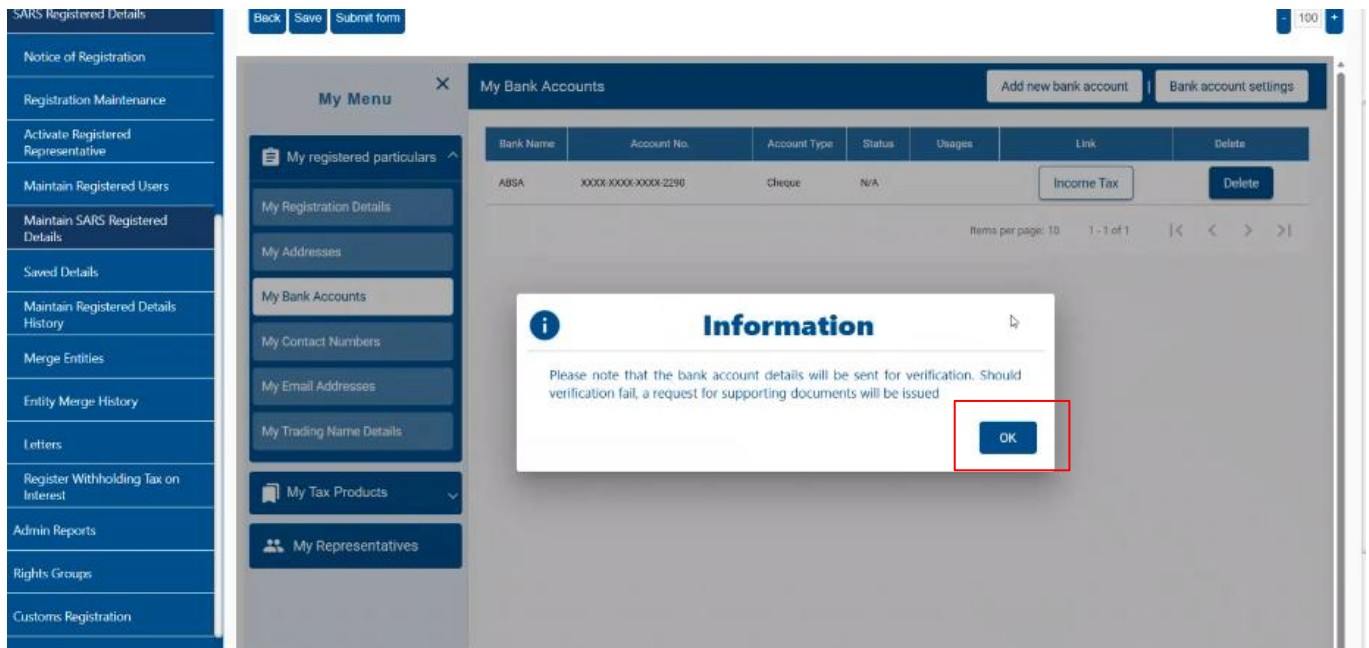 SARS Registered Details
Notice of Registration
Registration Maintenance
Activate Registered
Representative
Maintain Registered Users
Maintain SARS Registered
Details
Saved Details
Maintain Registered Details
History
Merge Entities
Entity Merge History
Letters
Register Withholding Tax on
Interest
Admin Reports
Rights Groups
Customs Registration
Back Save Submit form
- 100 +
My Menu ×
My registered particulars
My Registration Details
My Addresses
My Bank Accounts
My Contact Numbers
My Email Addresses
My Trading Name Details
My Tax Products
My Representatives
My Bank Accounts Add new bank account | Bank account settings
Bank Name Account No. Account Type Status Usages Link Delete
ABSA XXXX-XXXX-XXXX-2290 Cheque N/A Income Tax Delete
Items per page: 10 1 - 1 of 1 |< < > >|
Information
Please note that the bank account details will be sent for verification. Should
verification fail, a request for supporting documents will be issued
OK